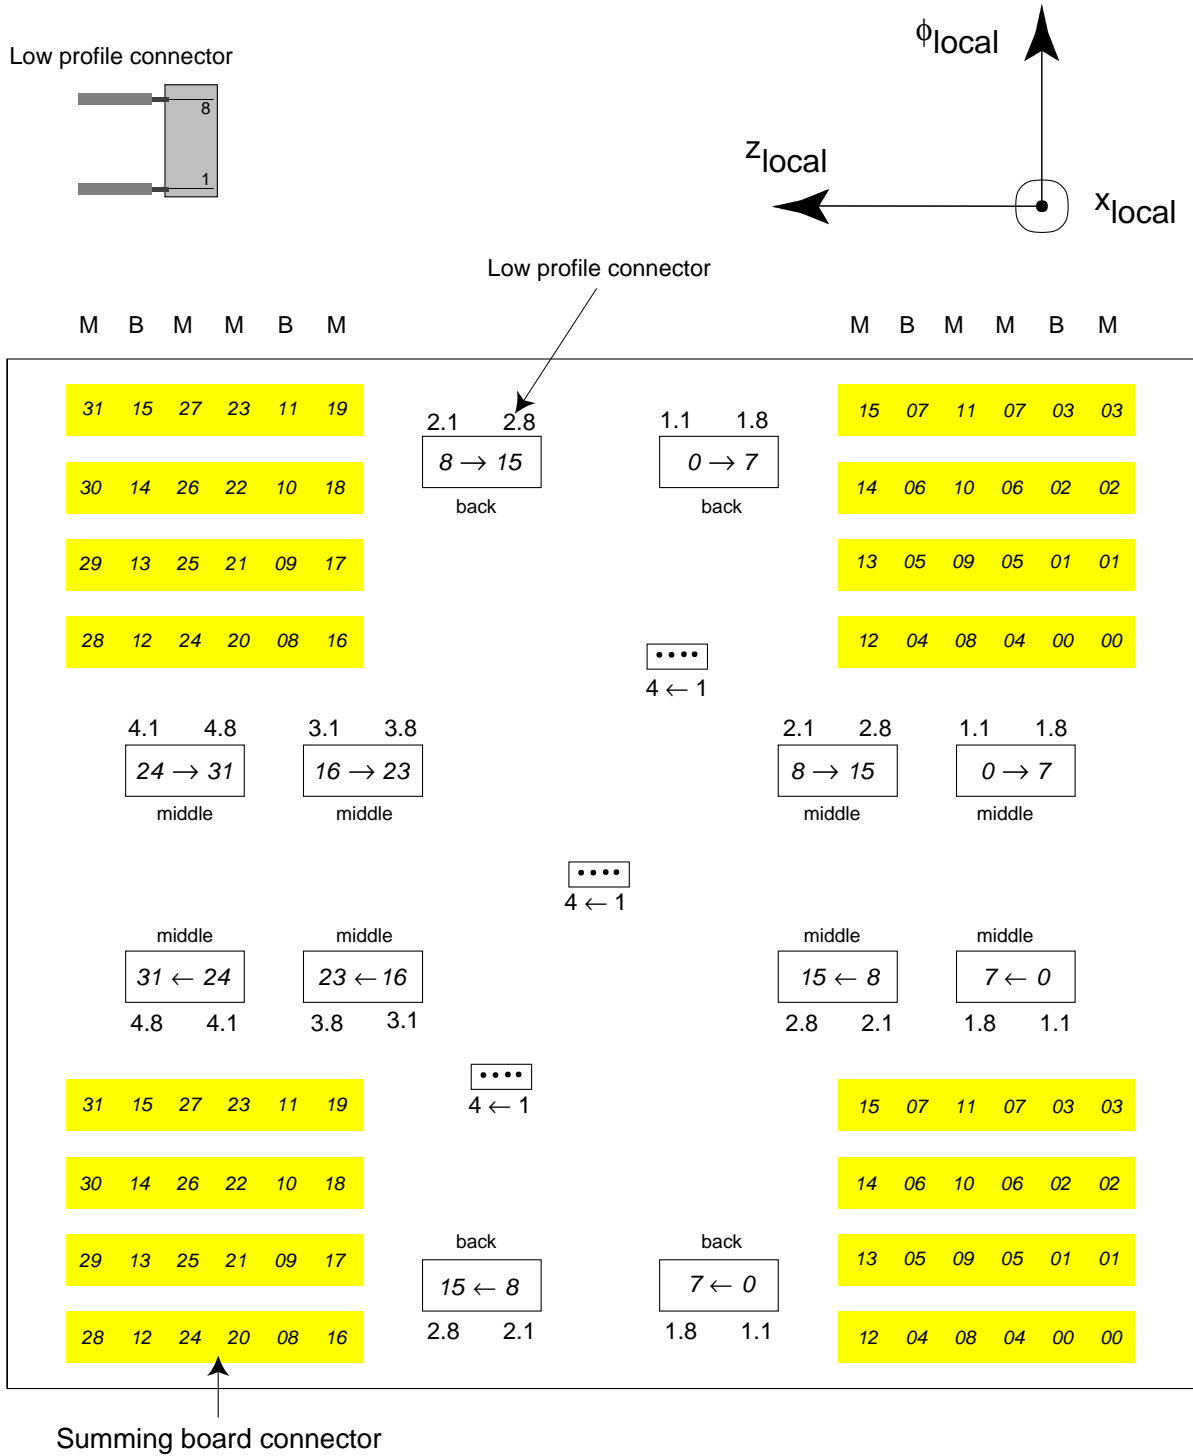 ϕlocal
Low profile connector
8
zlocal
1
xlocal
Low profile connector
M B M M B M
M B M M B M
31 15 27 23 11 19
2.1 2.8
1.1 1.8
15 07 11 07 03 03
8 → 15
0 → 7
30 14 26 22 10 18
back
back
14 06 10 06 02 02
29 13 25 21 09 17
13 05 09 05 01 01
28 12 24 20 08 16
12 04 08 04 00 00
4 ← 1
4.1 4.8
3.1 3.8
2.1 2.8
1.1 1.8
24 → 31
16 → 23
8 → 15
0 → 7
middle
middle
middle
middle
4 ← 1
middle
middle
middle
middle
31 ← 24
23 ← 16
15 ← 8
7 ← 0
4.8 4.1
3.8 3.1
2.8 2.1
1.8 1.1
4 ← 1
31 15 27 23 11 19
15 07 11 07 03 03
30 14 26 22 10 18
14 06 10 06 02 02
back
back
29 13 25 21 09 17
13 05 09 05 01 01
15 ← 8
7 ← 0
28 12 24 20 08 16
2.8 2.1
1.8 1.1
12 04 08 04 00 00
Summing board connector